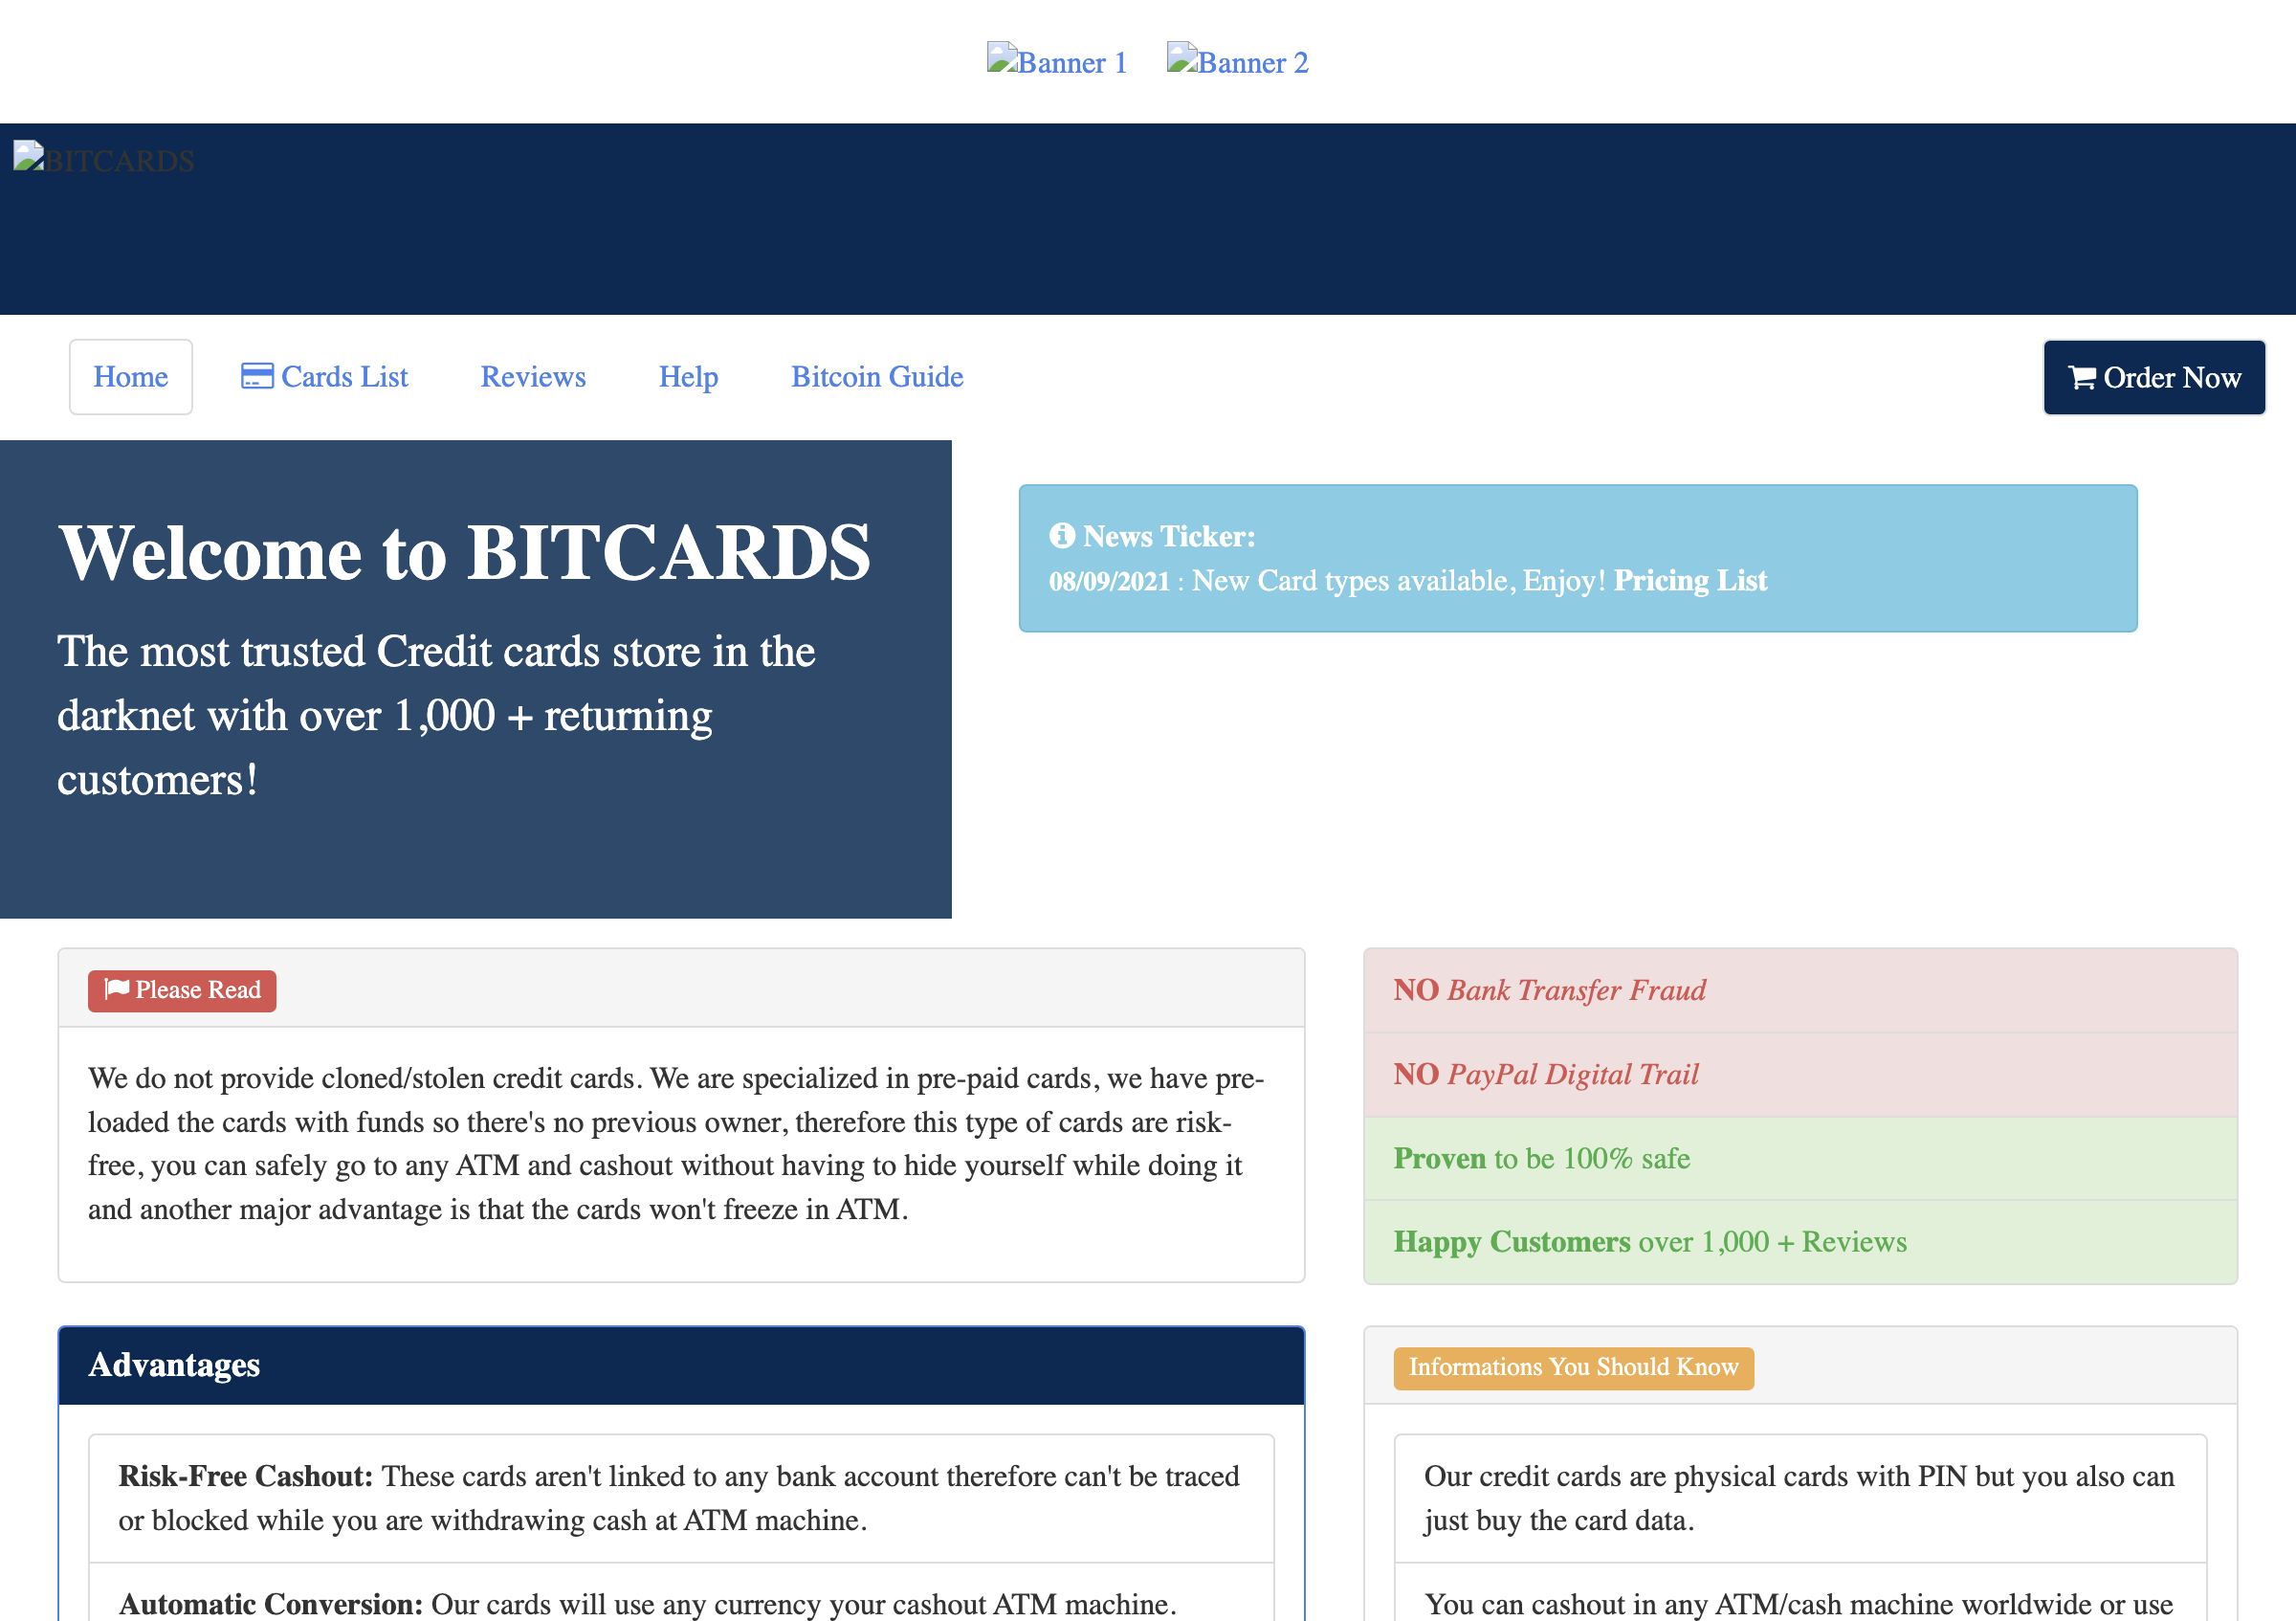 Banner 1 Banner 2
BITCARDS
Home Cards List Reviews Help Bitcoin Guide Order Now
Welcome to BITCARDS
The most trusted Credit cards store in the
darknet with over 1,000 + returning
customers!
News Ticker:
08/09/2021 : New Card types available, Enjoy! Pricing List
Please Read
We do not provide cloned/stolen credit cards. We are specialized in pre-paid cards, we have pre-
loaded the cards with funds so there's no previous owner, therefore this type of cards are risk-
free, you can safely go to any ATM and cashout without having to hide yourself while doing it
and another major advantage is that the cards won't freeze in ATM.
NO Bank Transfer Fraud
NO PayPal Digital Trail
Proven to be 100% safe
Happy Customers over 1,000 + Reviews
Advantages
Risk-Free Cashout: These cards aren't linked to any bank account therefore can't be traced
or blocked while you are withdrawing cash at ATM machine.
Automatic Conversion: Our cards will use any currency your cashout ATM machine.
Informations You Should Know
Our credit cards are physical cards with PIN but you also can
just buy the card data.
You can cashout in any ATM/cash machine worldwide or use